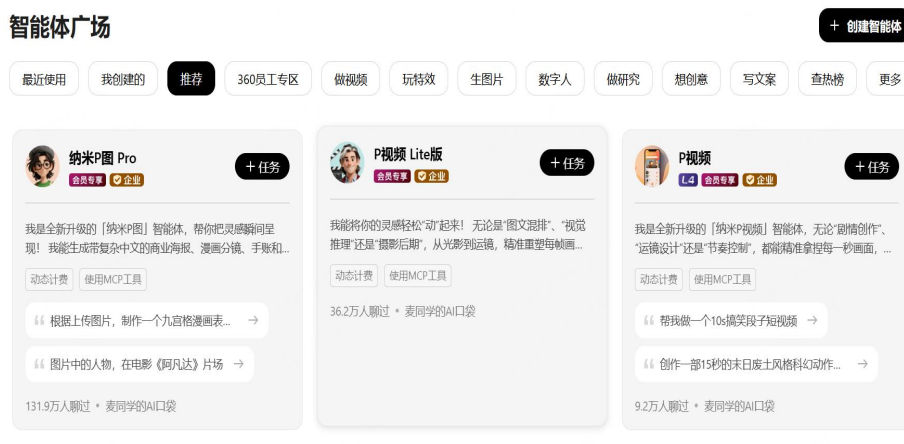 智能体广场
+ 创建智能体
最近使用 我创建的 推荐 360员工专区 做视频 玩特效 生图片 数字人 做研究 想创意 写文案 查热榜 更多
纳米P图 Pro
会员专享 企业
+任务
我是全新升级的「纳米P图」智能体，帮你把灵感瞬间呈
现！ 我能生成带复杂中文的商业海报、漫画分镜、手账和...
动态计费 使用MCP工具
根据上传图片，制作一个九宫格漫画表... →
图片中的人物，在电影《阿凡达》片场 →
131.9万人聊过 • 麦同学的AI口袋
P视频 Lite版
会员专享 企业
+任务
我能将你的灵感轻松“动”起来！ 无论是“图文混排”、“视觉
推理”还是“摄影后期”，从光影到运镜，精准重塑每帧画...
动态计费 使用MCP工具
36.2万人聊过 • 麦同学的AI口袋
P视频
L4 会员专享 企业
+任务
我是全新升级的「纳米P视频」智能体，无论“剧情创作”、
“运镜设计”还是“节奏控制”，都能精准拿捏每一秒画面，...
动态计费 使用MCP工具
帮我做一个10s搞笑段子短视频 →
创作一部15秒的末日废土风格科幻动作... →
9.2万人聊过 • 麦同学的AI口袋